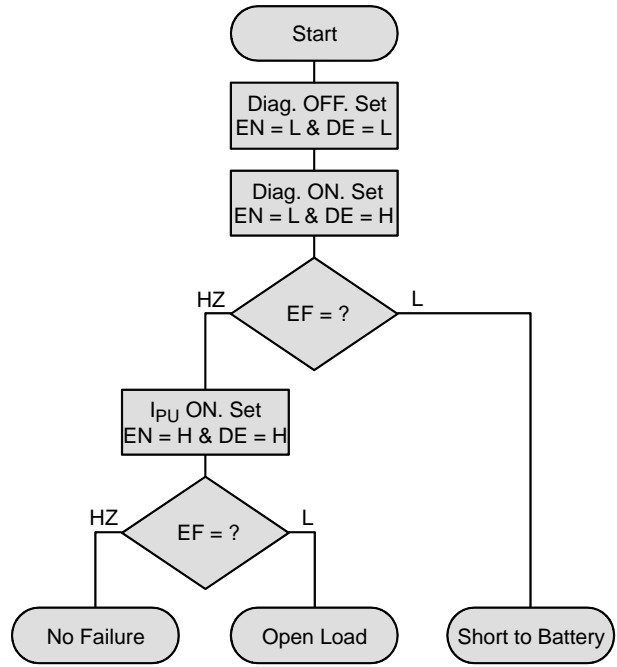 Start
Diag. OFF. Set
EN = L & DE = L
Diag. ON. Set
EN = L & DE = H
EF = ?
HZ
L
IPU ON. Set
EN = H & DE = H
EF = ?
HZ
L
No Failure
Open Load
Short to Battery